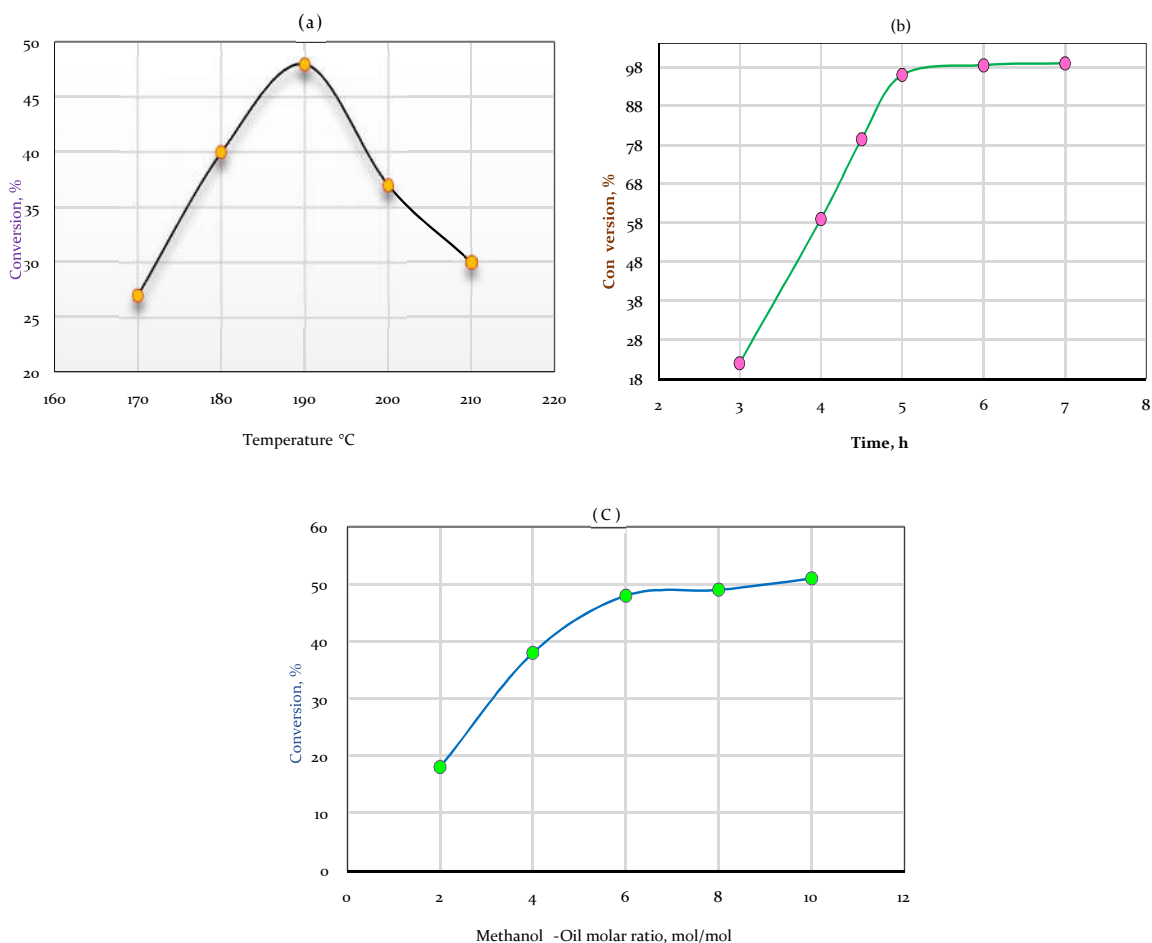 (a)
50
45
40
35
30
25
20
Conversion, %
160 170 180 190 200 210 220
Temperature °C
(b)
98
88
78
68
58
48
38
28
18
Con version, %
2 3 4 5 6 7 8
Time, h
(C)
60
50
40
30
20
10
0
Conversion, %
0 2 4 6 8 10 12
Methanol -Oil molar ratio, mol/mol